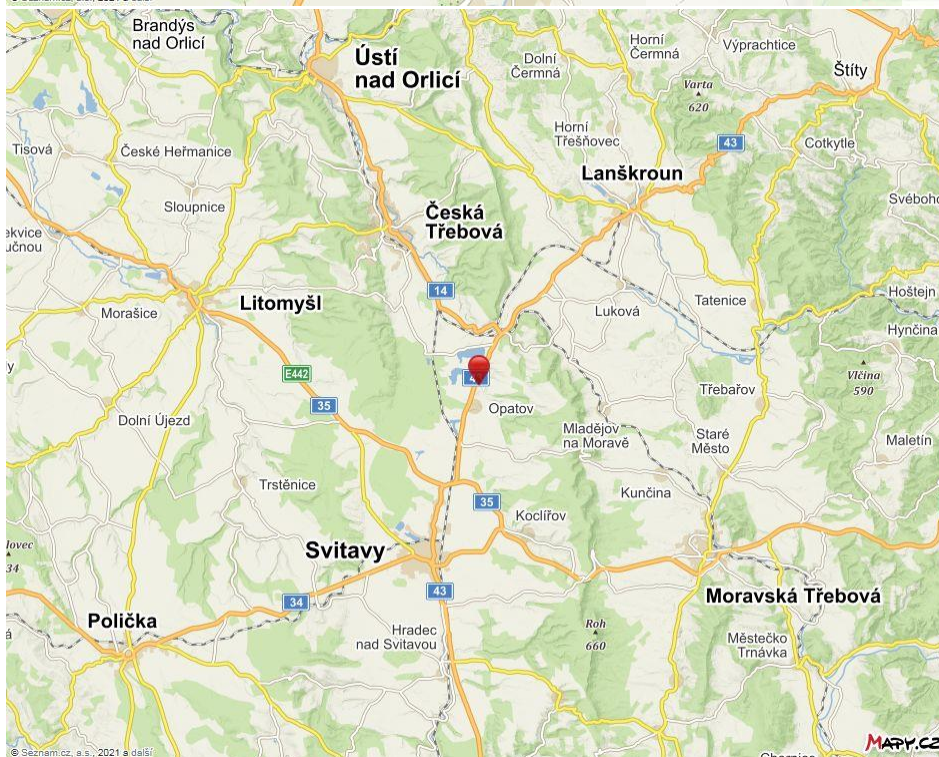 Brandýs
nad Orlicí
Ústí
nad Orlicí
Dolní
Čermná
Horní
Čermná
Výprachtice
Štíty
Varta
620
Tisová
České Heřmanice
Horní
Třešňovec
43
Cotkytle
Lanškroun
Sloupnice
Česká
Třebová
14
Litomyšl
Morašice
Luková
Tatenice
Hoštejn
Hynčina
E442
35
Vlčina
590
Třebařov
Opatov
Dolní Újezd
Mladějov
na Moravě
Staré
Město
Maletín
Trstěnice
35
Kunčina
Koclířov
Svitavy
43
34
Polička
Moravská Třebová
Hradec
nad Svitavou
Roh
660
Městečko
Trnávka
© Seznam.cz, a.s., 2021 a další
MAPY.CZ